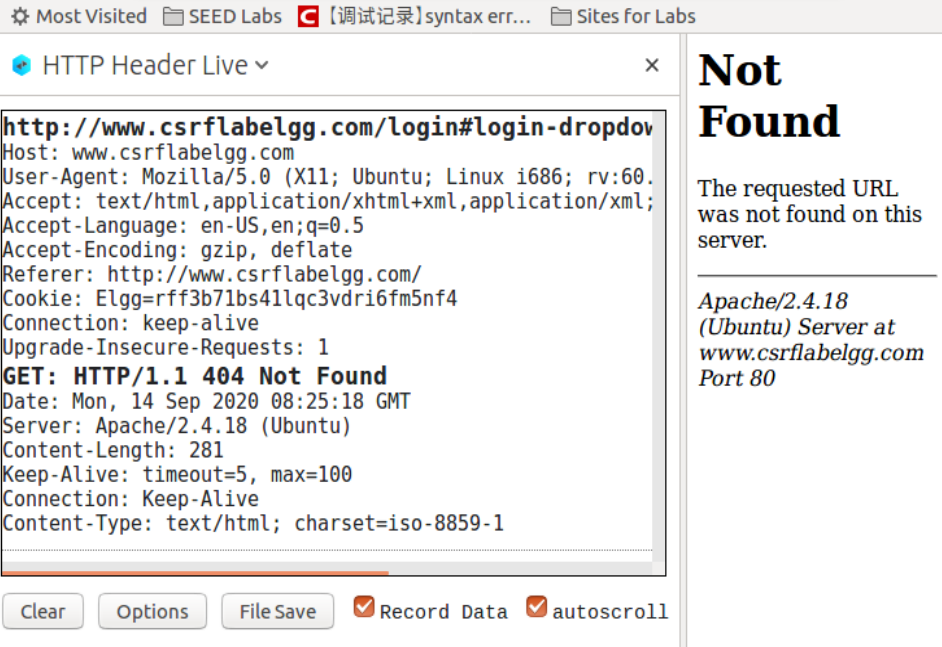 Most Visited SEED Labs C 【调试记录】syntax err... Sites for Labs
HTTP Header Live
http://www.csrflabelgg.com/login#login-dropdow
Host: www.csrflabelgg.com
User-Agent: Mozilla/5.0 (X11; Ubuntu; Linux i686; rv:60.
Accept: text/html,application/xhtml+xml,application/xml;
Accept-Language: en-US,en;q=0.5
Accept-Encoding: gzip, deflate
Referer: http://www.csrflabelgg.com/
Cookie: Elgg=rff3b71bs41lqc3vdri6fm5nf4
Connection: keep-alive
Upgrade-Insecure-Requests: 1
GET: HTTP/1.1 404 Not Found
Date: Mon, 14 Sep 2020 08:25:18 GMT
Server: Apache/2.4.18 (Ubuntu)
Content-Length: 281
Keep-Alive: timeout=5, max=100
Connection: Keep-Alive
Content-Type: text/html; charset=iso-8859-1
Clear Options File Save Record Data autoscroll
Not
Found
The requested URL
was not found on this
server.
Apache/2.4.18
(Ubuntu) Server at
www.csrflabelgg.com
Port 80